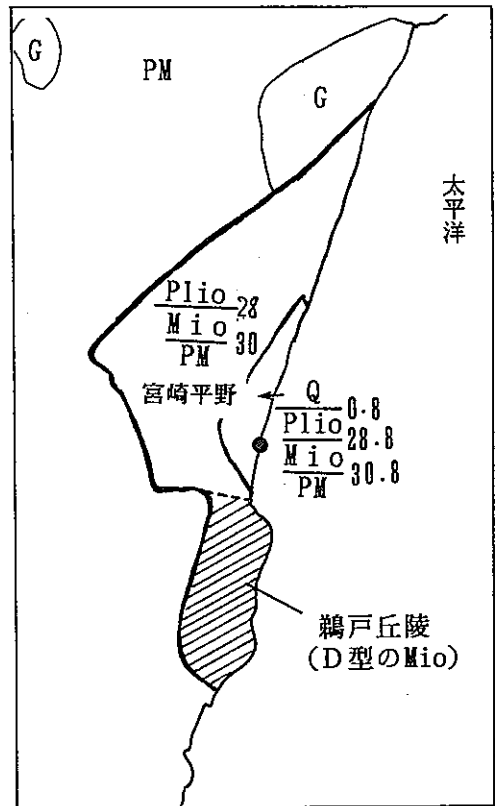 G
PM
G
太平洋
Plio 28
Mio 30
PM
宮崎平野
Q 0.8
Plio 28.8
Mio 30.8
PM
鵜戸丘陵
(D型のMio)